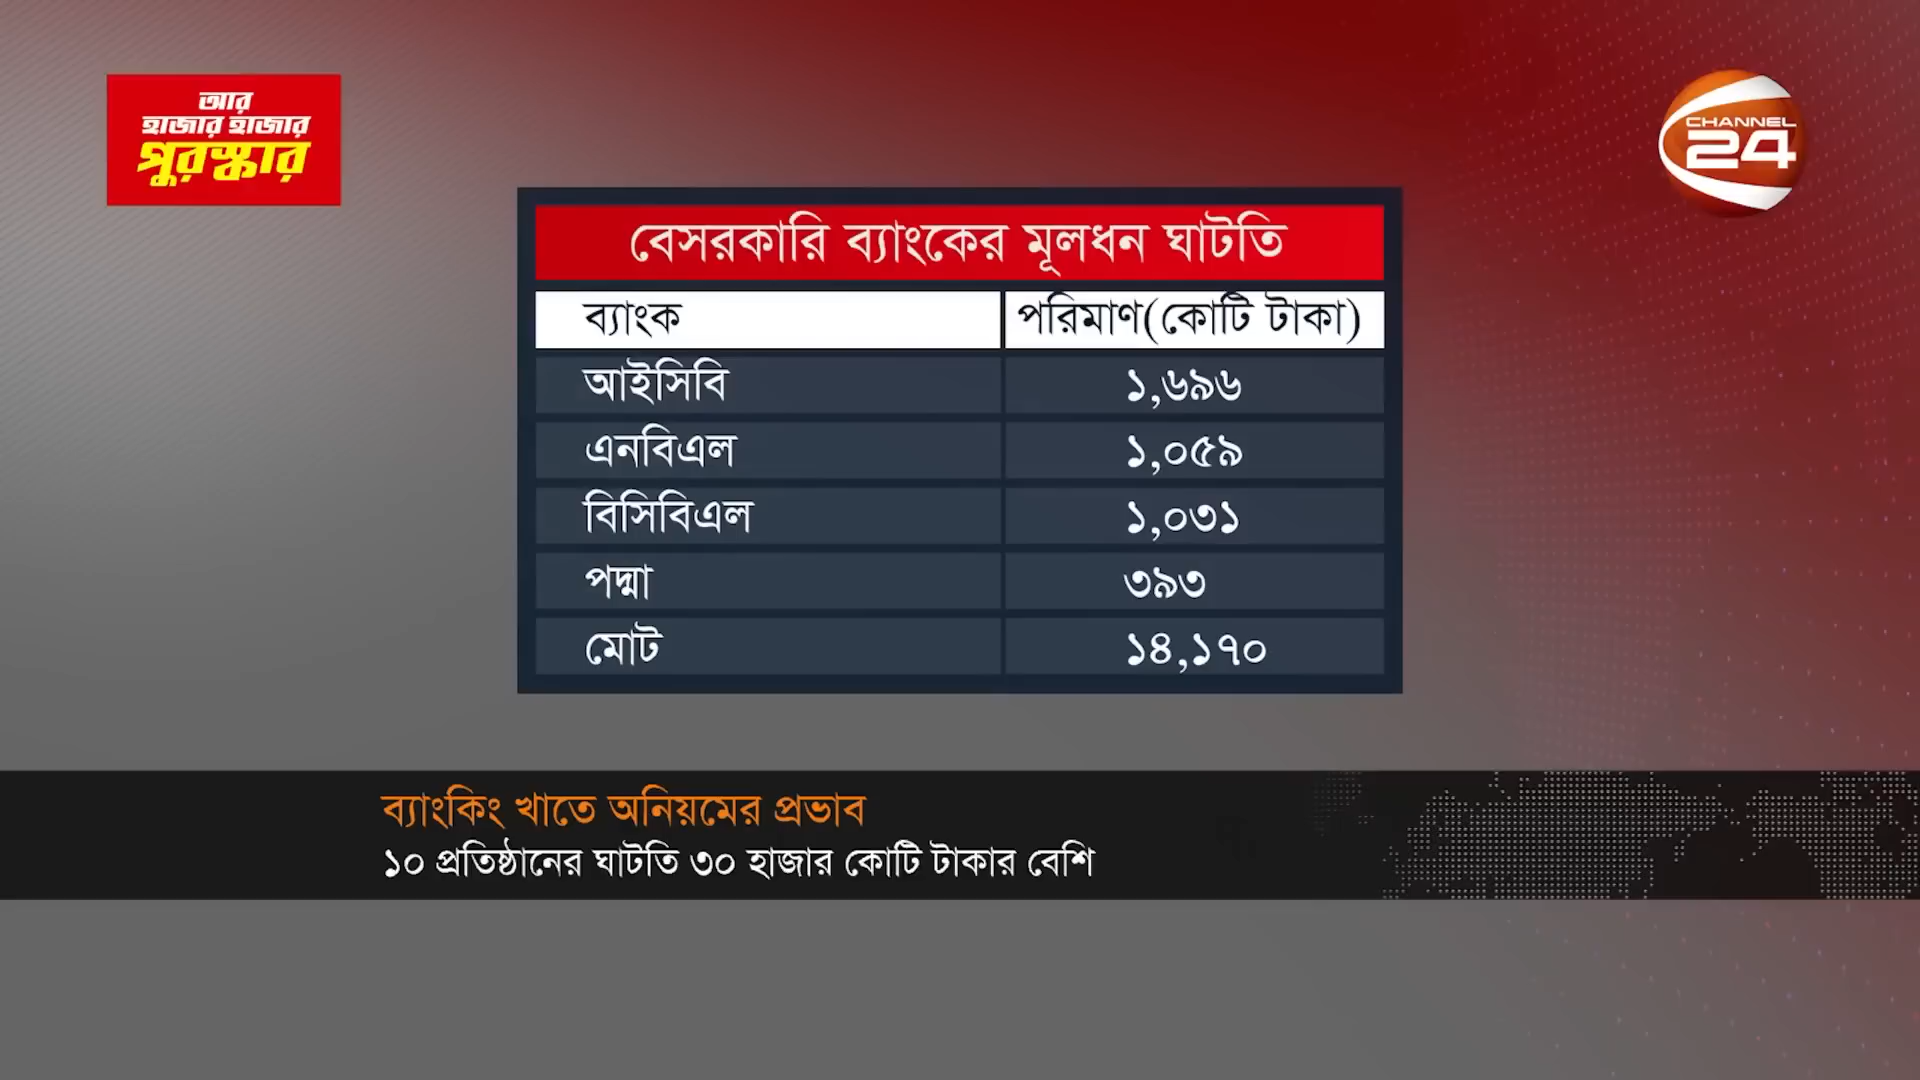 আর
হাজার হাজার
পুরস্কার
CHANNEL
24
বেসরকারি ব্যাংকের মূলধন ঘাটতি
ব্যাংক পরিমাণ(কোটি টাকা)
আইসিবি ১,৬৯৬
এনবিএল ১,০৫৯
বিসিবিএল ১,০৩১
পদ্মা ৩৯৩
মোট ১৪,১৭০
ব্যাংকিং খাতে অনিয়মের প্রভাব
১০ প্রতিষ্ঠানের ঘাটতি ৩০ হাজার কোটি টাকার বেশি